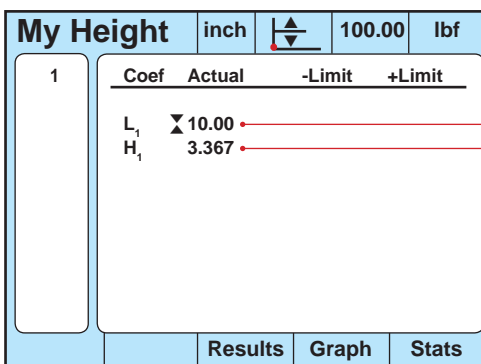 My Height inch 100.00 lbf
1
Coef Actual -Limit +Limit
L1 10.00
H1 3.367
Results Graph Stats